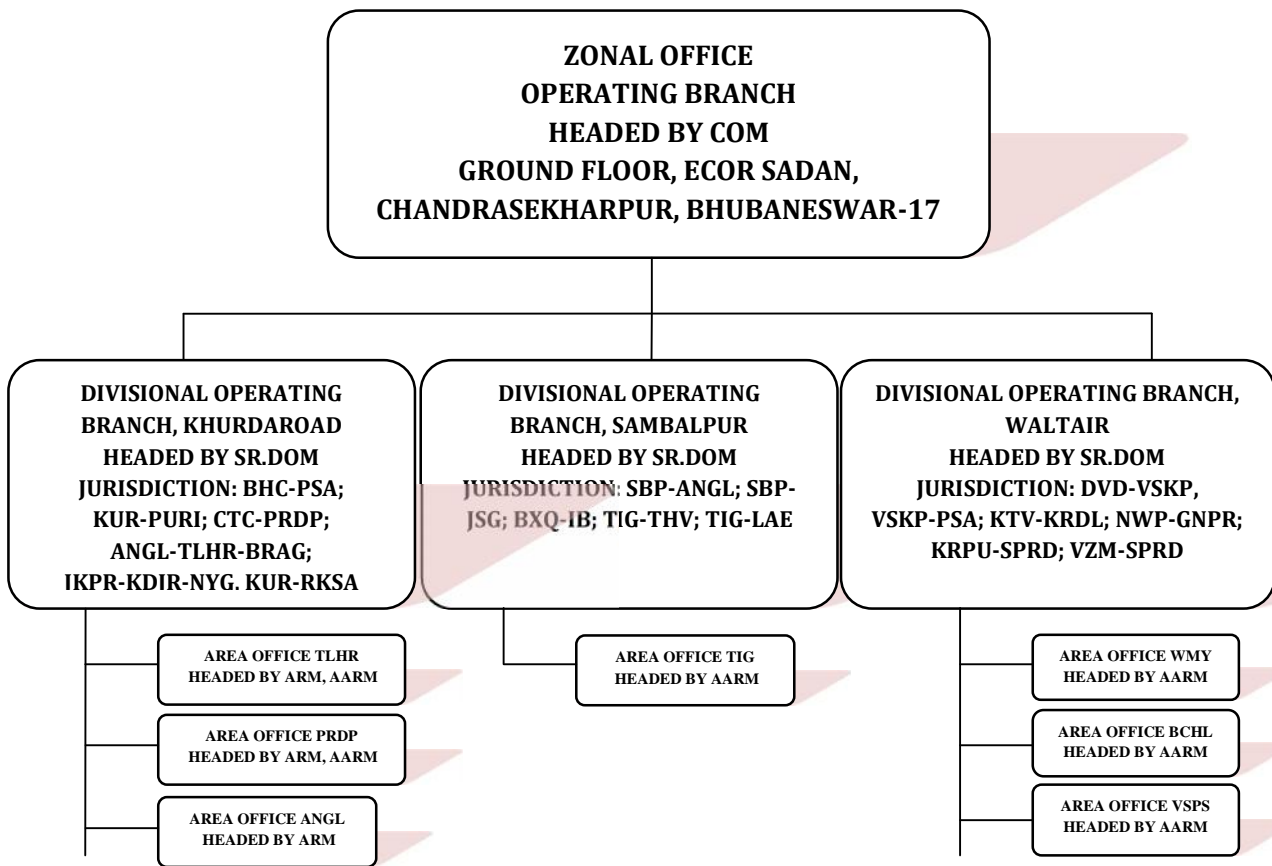 ZONAL OFFICE
OPERATING BRANCH
HEADED BY COM
GROUND FLOOR, ECOR SADAN,
CHANDRASEKHARPUR, BHUBANESWAR-17
DIVISIONAL OPERATING
BRANCH, KHURDAROAD
HEADED BY SR.DOM
JURISDICTION: BHC-PSA;
KUR-PURI; CTC-PRDP;
ANGL-TLHR-BRAG;
IKPR-KDIR-NYG. KUR-RKSA
DIVISIONAL OPERATING
BRANCH, SAMBALPUR
HEADED BY SR.DOM
JURISDICTION: SBP-ANGL; SBP-
JSG; BXQ-IB; TIG-THV; TIG-LAE
DIVISIONAL OPERATING BRANCH,
WALTAIR
HEADED BY SR.DOM
JURISDICTION: DVD-VSKP,
VSKP-PSA; KTV-KRDL; NWP-GNPR;
KRPU-SPRD; VZM-SPRD
AREA OFFICE TLHR
HEADED BY ARM, AARM
AREA OFFICE PRDP
HEADED BY ARM, AARM
AREA OFFICE ANGL
HEADED BY ARM
AREA OFFICE TIG
HEADED BY AARM
AREA OFFICE WMY
HEADED BY AARM
AREA OFFICE BCHL
HEADED BY AARM
AREA OFFICE VSPS
HEADED BY AARM